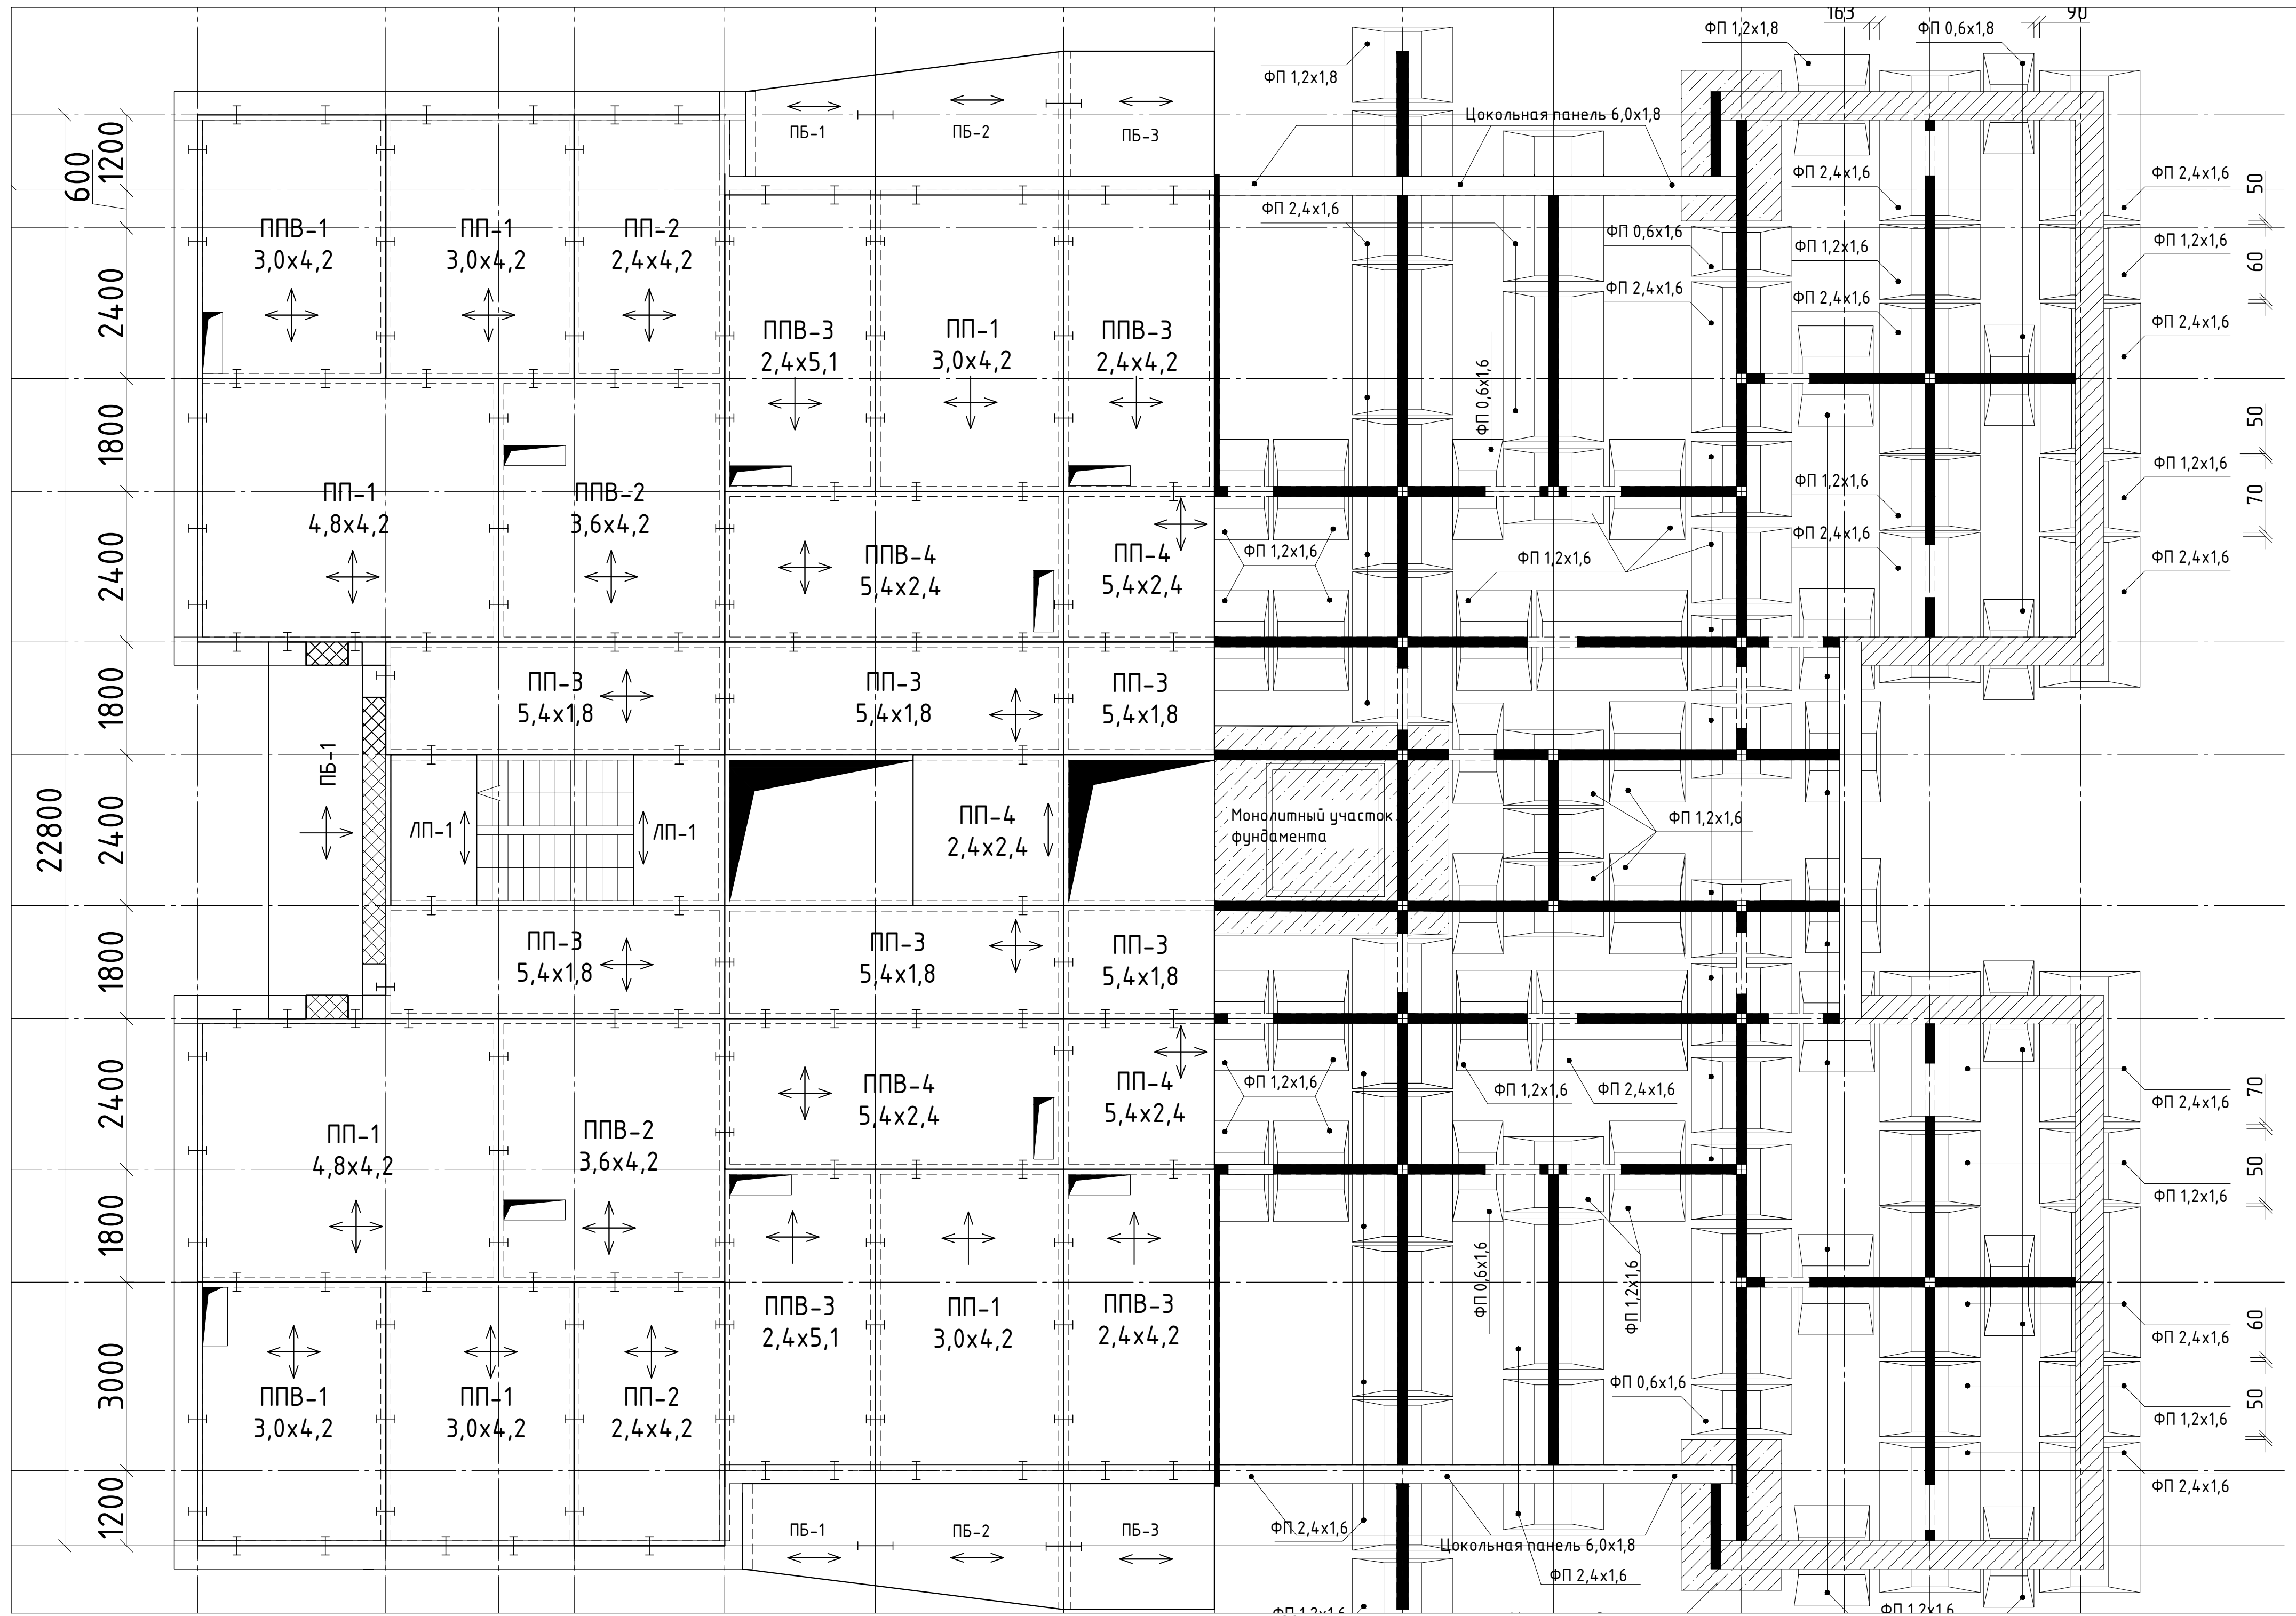 163
90
ФП 1,2х1,8
ФП 0,6х1,8
ФП 1,2х1,8
Цокольная панель 6,0х1,8
ПБ-1
ПБ-2
ПБ-3
600
1200
2400
1800
2400
1800
22800
2400
1800
2400
1800
3000
1200
ППВ-1
3,0х4,2
ПП-1
3,0х4,2
ПП-2
2,4х4,2
ППВ-3
2,4х5,1
ПП-1
3,0х4,2
ППВ-3
2,4х4,2
ПП-1
4,8х4,2
ППВ-2
3,6х4,2
ППВ-4
5,4х2,4
ПП-4
5,4х2,4
ПП-3
5,4х1,8
ПП-3
5,4х1,8
ПП-3
5,4х1,8
ПБ-1
ЛП-1
ЛП-1
ПП-4
2,4х2,4
Монолитный участок
фундамента
ПП-3
5,4х1,8
ПП-3
5,4х1,8
ПП-3
5,4х1,8
ПП-1
4,8х4,2
ППВ-2
3,6х4,2
ППВ-4
5,4х2,4
ПП-4
5,4х2,4
ППВ-3
2,4х5,1
ПП-1
3,0х4,2
ППВ-3
2,4х4,2
ППВ-1
3,0х4,2
ПП-1
3,0х4,2
ПП-2
2,4х4,2
ПБ-1
ПБ-2
ПБ-3
ФП 2,4х1,6
ФП 0,6х1,6
ФП 2,4х1,6
ФП 0,6х1,6
ФП 1,2х1,6
ФП 1,2х1,6
ФП 1,2х1,6
ФП 1,2х1,6
ФП 1,2х1,6
ФП 2,4х1,6
ФП 0,6х1,6
ФП 1,2х1,6
ФП 0,6х1,6
ФП 2,4х1,6
Цокольная панель 6,0х1,8
ФП 2,4х1,6
ФП 1,2х1,6
ФП 2,4х1,6
ФП 1,2х1,6
ФП 2,4х1,6
ФП 1,2х1,6
ФП 2,4х1,6
ФП 2,4х1,6
ФП 1,2х1,6
ФП 2,4х1,6
ФП 1,2х1,6
ФП 2,4х1,6
50
60
50
70
ФП 2,4х1,6
ФП 1,2х1,6
ФП 2,4х1,6
ФП 1,2х1,6
ФП 2,4х1,6
70
50
60
50
ФП 1,2х1,6